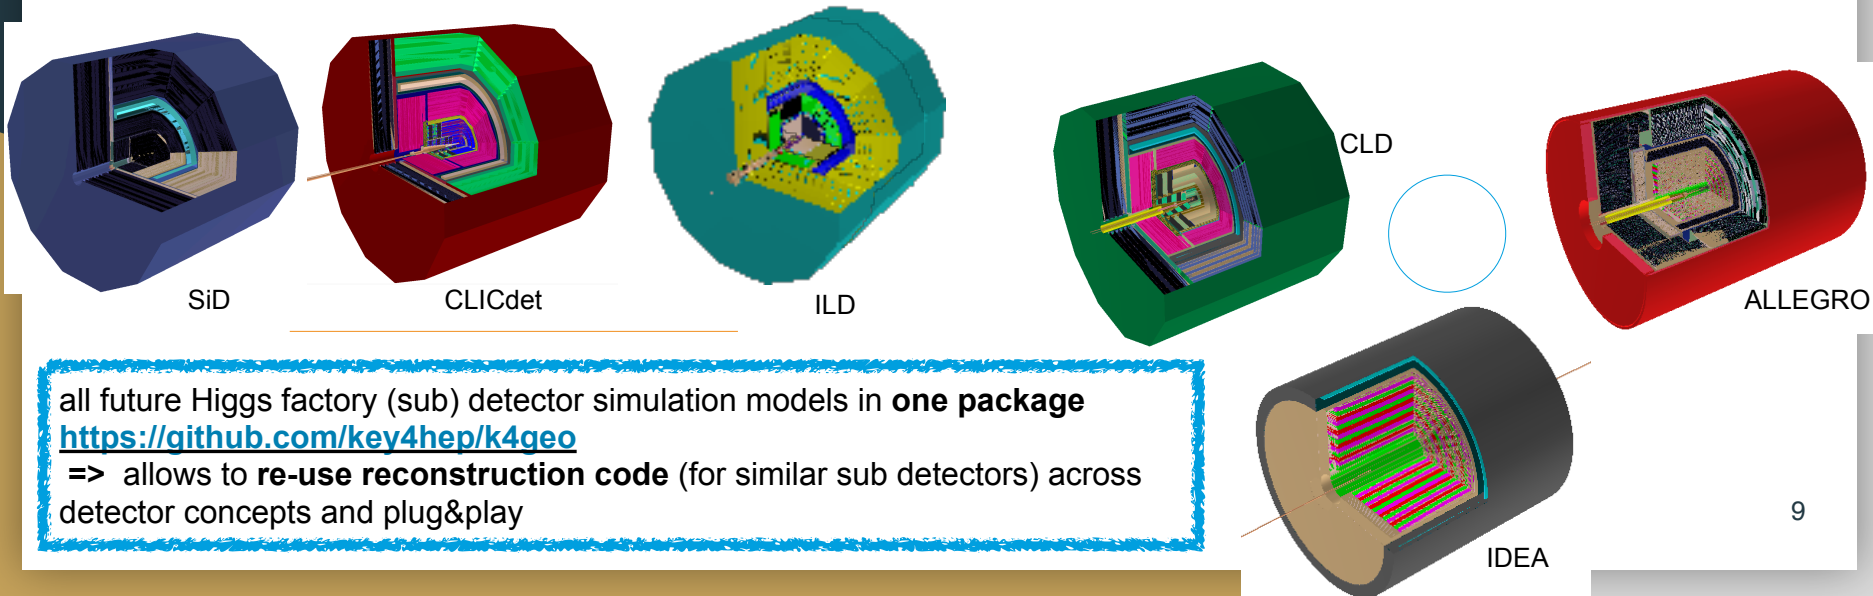 CLD
SiD
CLICdet
ILD
ALLEGRO
all future Higgs factory (sub) detector simulation models in one package
https://github.com/key4hep/k4geo
=> allows to re-use reconstruction code (for similar sub detectors) across
detector concepts and plug&play
9
IDEA